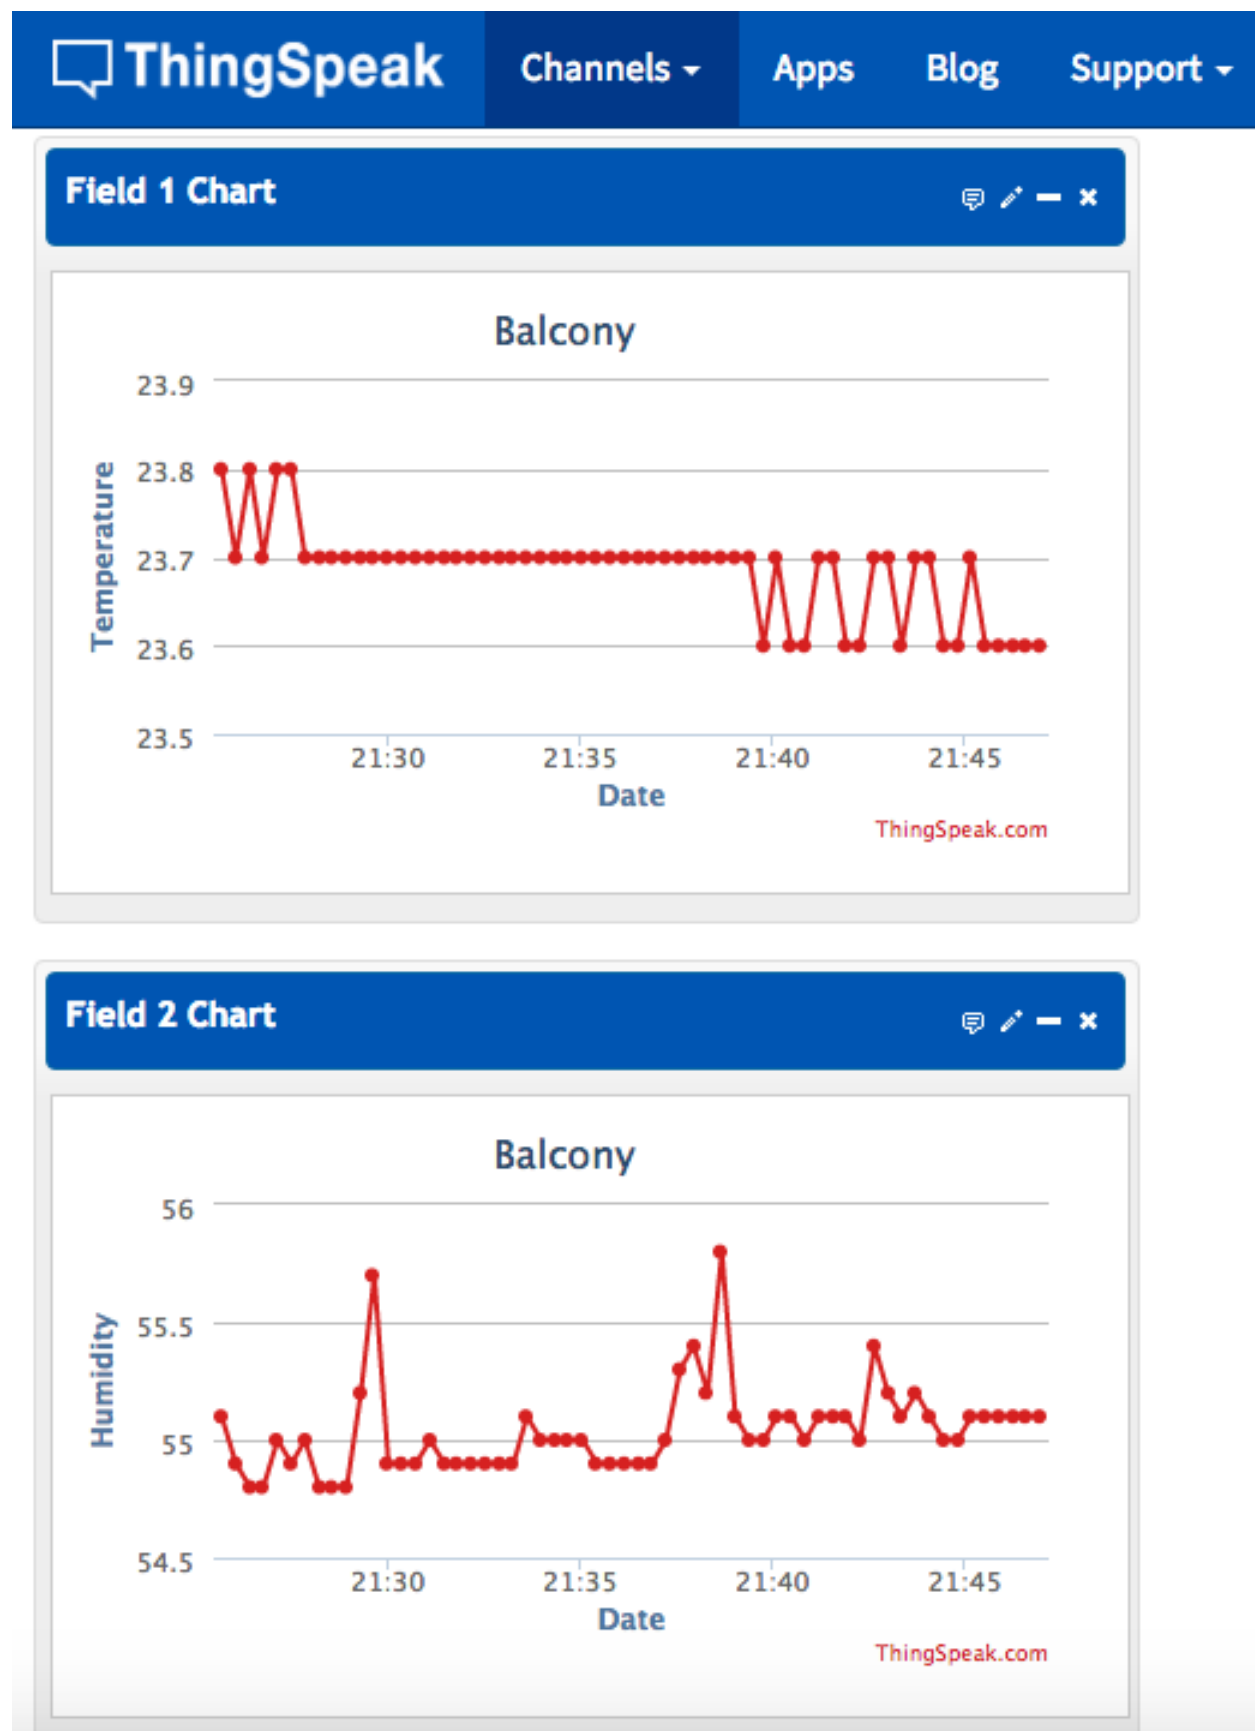 ThingSpeak Channels Apps Blog Support
Field 1 Chart
Balcony
23.9
23.8
23.7
23.6
23.5
Temperature
21:30 21:35 21:40 21:45
Date
ThingSpeak.com
Field 2 Chart
Balcony
56
55.5
55
54.5
Humidity
21:30 21:35 21:40 21:45
Date
ThingSpeak.com